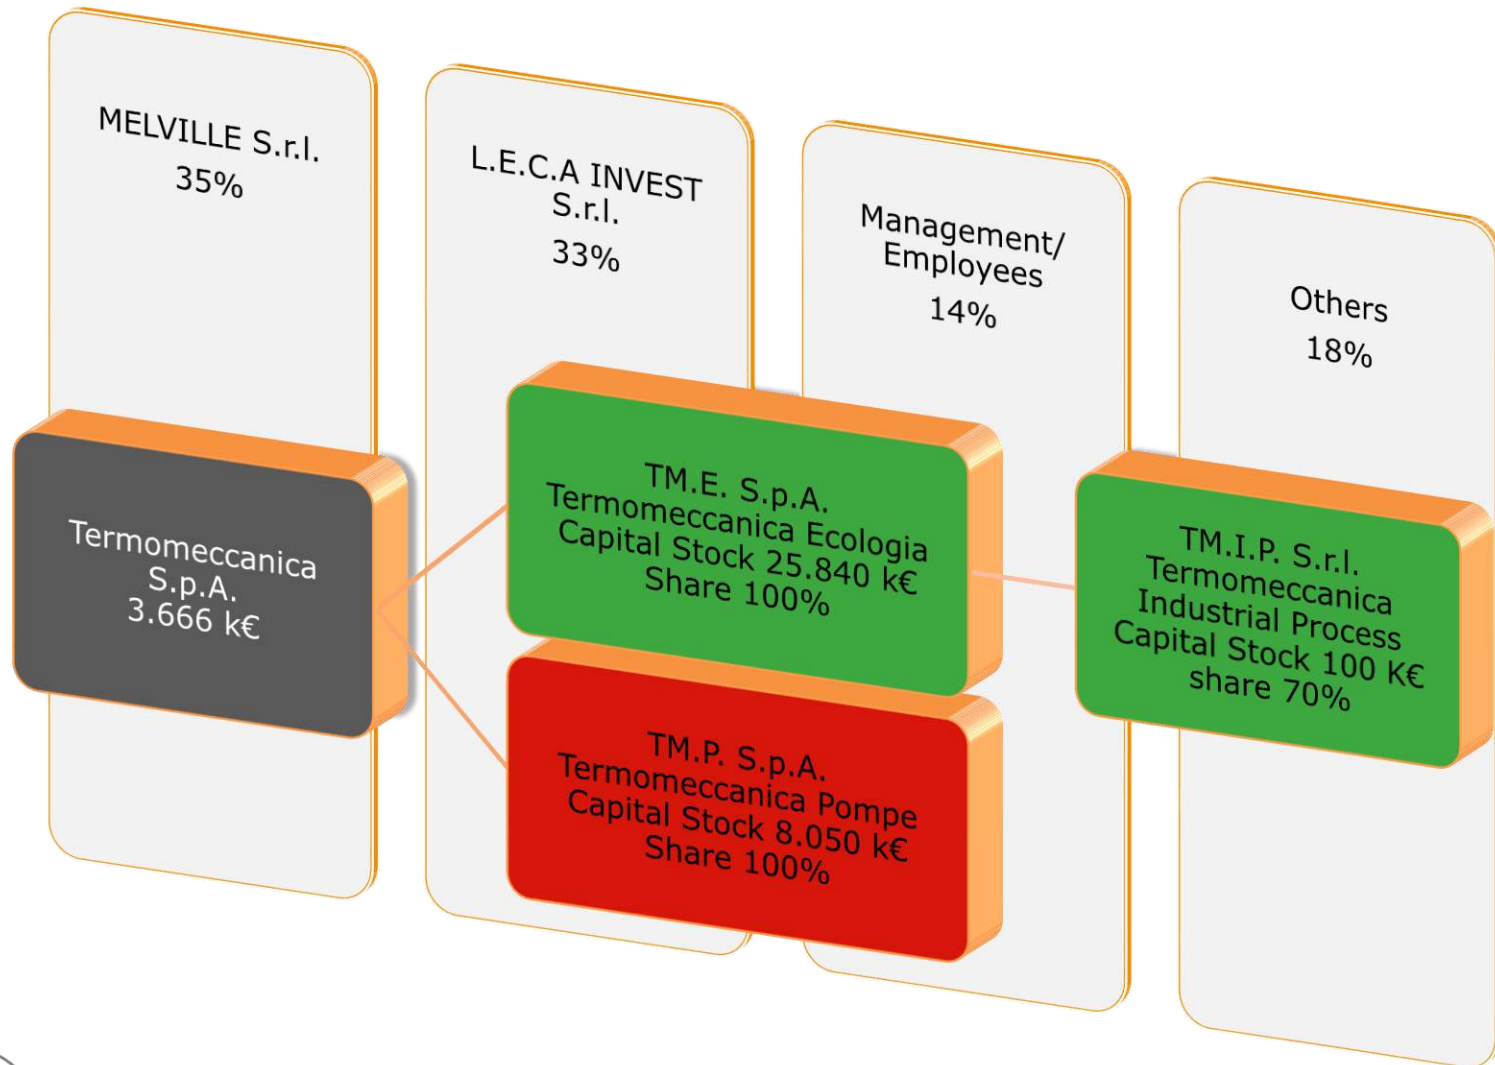 MELVILLE S.r.l.
35%
L.E.C.A INVEST
S.r.l.
33%
Management/
Employees
14%
Others
18%
Termomeccanica
S.p.A.
3.666 k€
TM.E. S.p.A.
Termomeccanica Ecologia
Capital Stock 25.840 k€
Share 100%
TM.P. S.p.A.
Termomeccanica Pompe
Capital Stock 8.050 k€
Share 100%
TM.I.P. S.r.l.
Termomeccanica
Industrial Process
Capital Stock 100 K€
share 70%